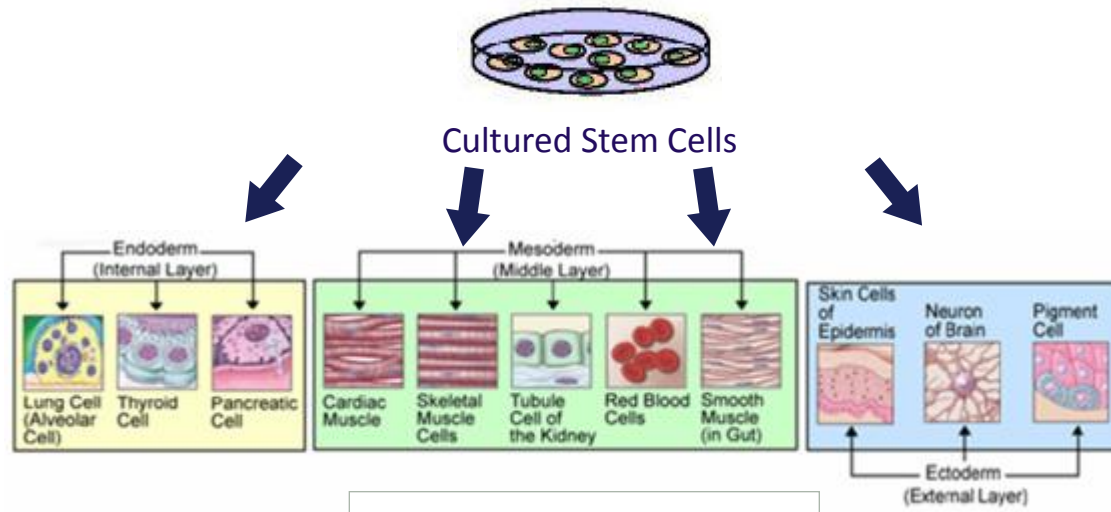 Cultured Stem Cells
Endoderm
(Internal Layer)
Lung Cell
(Alveolar
Cell)
Thyroid
Cell
Pancreatic
Cell
Mesoderm
(Middle Layer)
Cardiac
Muscle
Skeletal
Muscle
Cells
Tubule
Cell of
the Kidney
Red Blood
Cells
Smooth
Muscle
(in Gut)
Skin Cells
of
Epidermis
Neuron
of Brain
Pigment
Cell
Ectoderm
(External Layer)